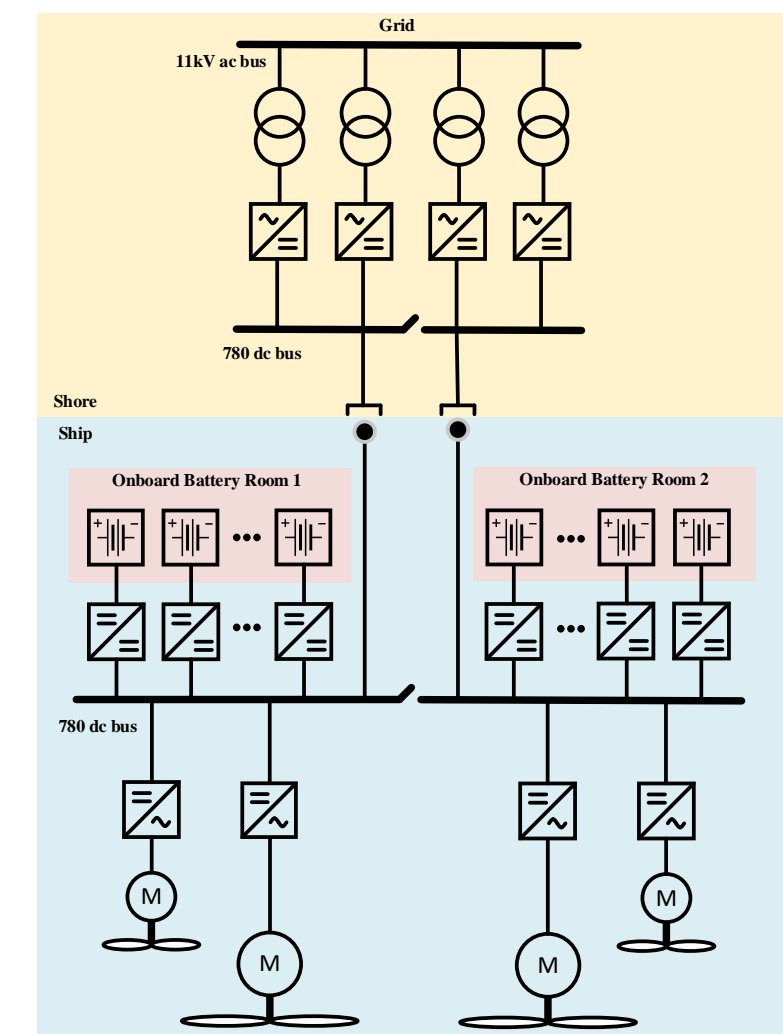 Grid
11kV ac bus
780 dc bus
Shore
Ship
Onboard Battery Room 1
Onboard Battery Room 2
+ − + − + −
+ − + − + −
780 dc bus
M
M
M
M